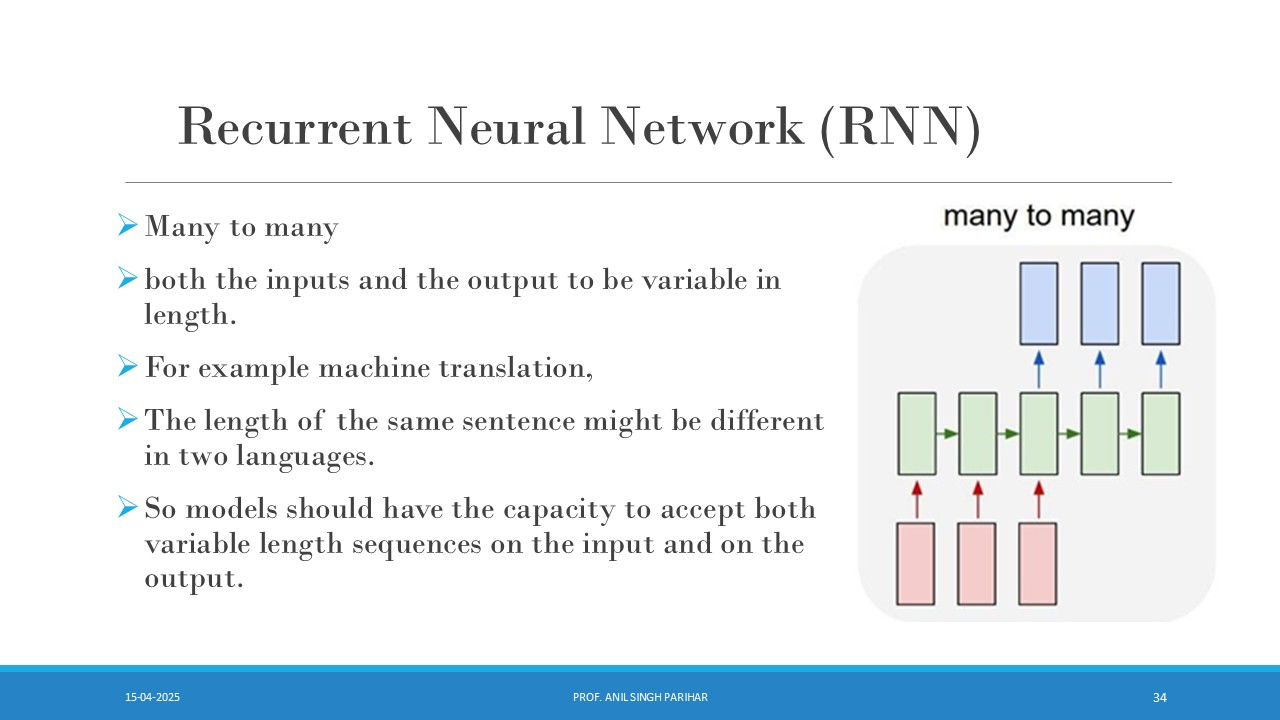 Recurrent Neural Network (RNN)
Many to many
both the inputs and the output to be variable in
length.
For example machine translation,
The length of the same sentence might be different
in two languages.
So models should have the capacity to accept both
variable length sequences on the input and on the
output.
many to many
15-04-2025
PROF. ANIL SINGH PARIHAR
34